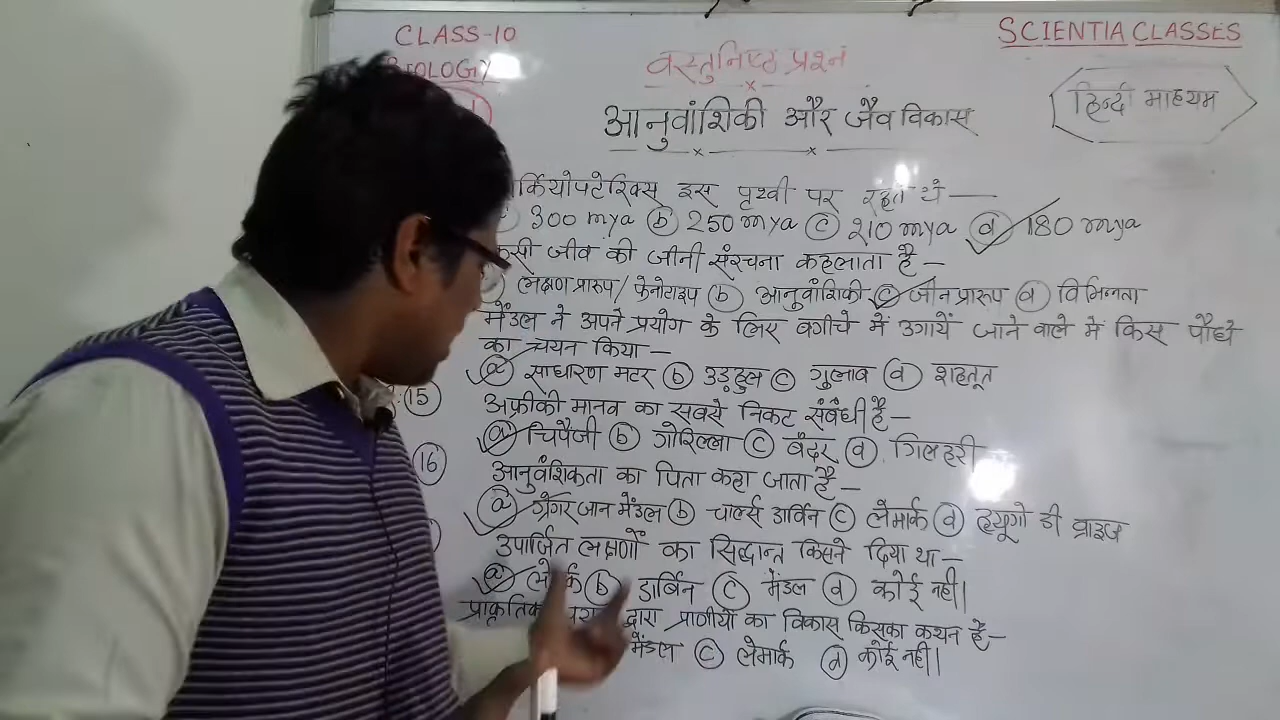 CLASS-10
SCIENTIA CLASSES
BIOLOGY
वस्तुनिष्ठ प्रश्न
हिन्दी माध्यम
आनुवांशिकी और जैव विकास
र्कियोपटेरिक्स इस पृथ्वी पर रहते थे —
300 mya (b) 250 mya (c) 210 mya (d) 180 mya
जीव की जीनी संरचना कहलाता है —
लक्षण प्रारुप/फेनोटाइप (b) आनुवांशिकी (c) जीन प्रारूप (d) विभिन्नता
मेंडल ने अपने प्रयोग के लिए बगीचे में उगायें जाने वाले में किस पौधे
का चयन किया —
(a) साधारण मटर (b) उड़हुल (c) गुलाब (d) शहतूत
(15) अफ्रीकी मानव का सबसे निकट संबंधी है —
(a) चिपैंजी (b) गोरिल्ला (c) बंदर (d) गिलहरी
(16) आनुवंशिकता का पिता कहा जाता है —
(a) ग्रेगर जान मेंडल (b) चार्ल्स डार्विन (c) लेमार्क (d) ह्यूगो डी व्राइज
उपार्जित लक्षणों का सिद्धान्त किसने दिया था —
(a) (b) डार्बिन (c) मेंडल (d) कोई नही।
द्वारा प्राणीयों का विकास किसका कथन है —
मेंडल (c) लेमार्क (d) कोई नही।